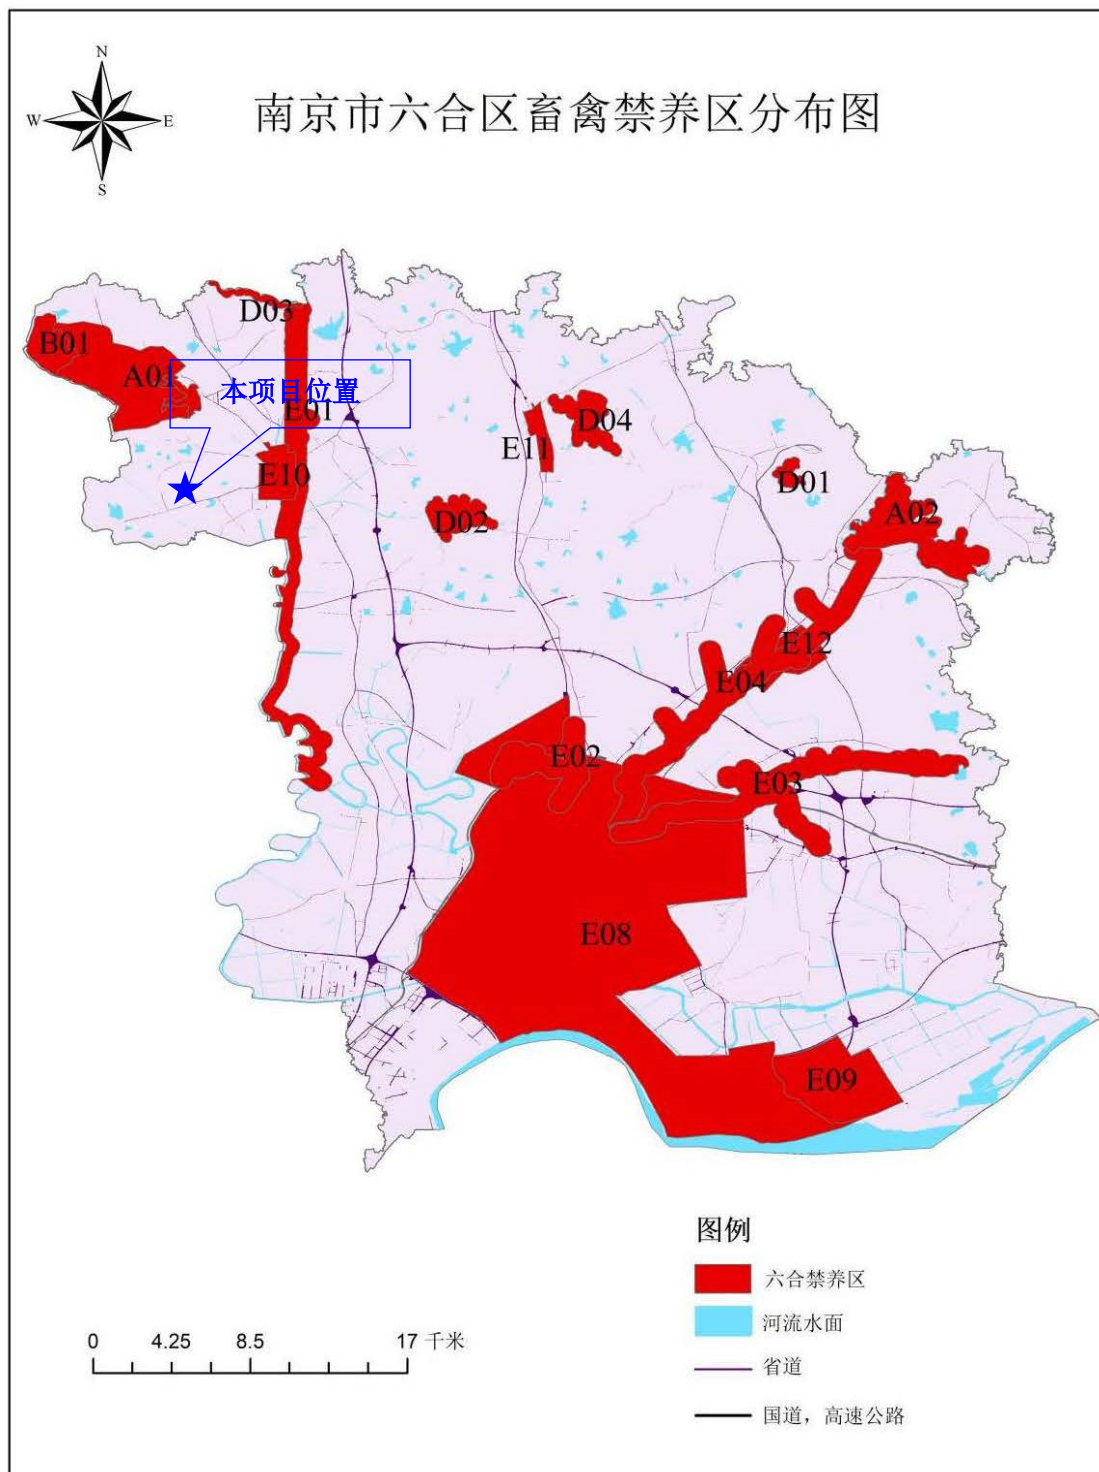 N
W
E
S
南京市六合区畜禽禁养区分布图
D03
B01
A01
本项目位置
E01
D04
E11
E10
D01
D02
A02
E12
E04
E02
E03
E08
E09
图例
六合禁养区
河流水面
省道
国道，高速公路
0 4.25 8.5 17 千米